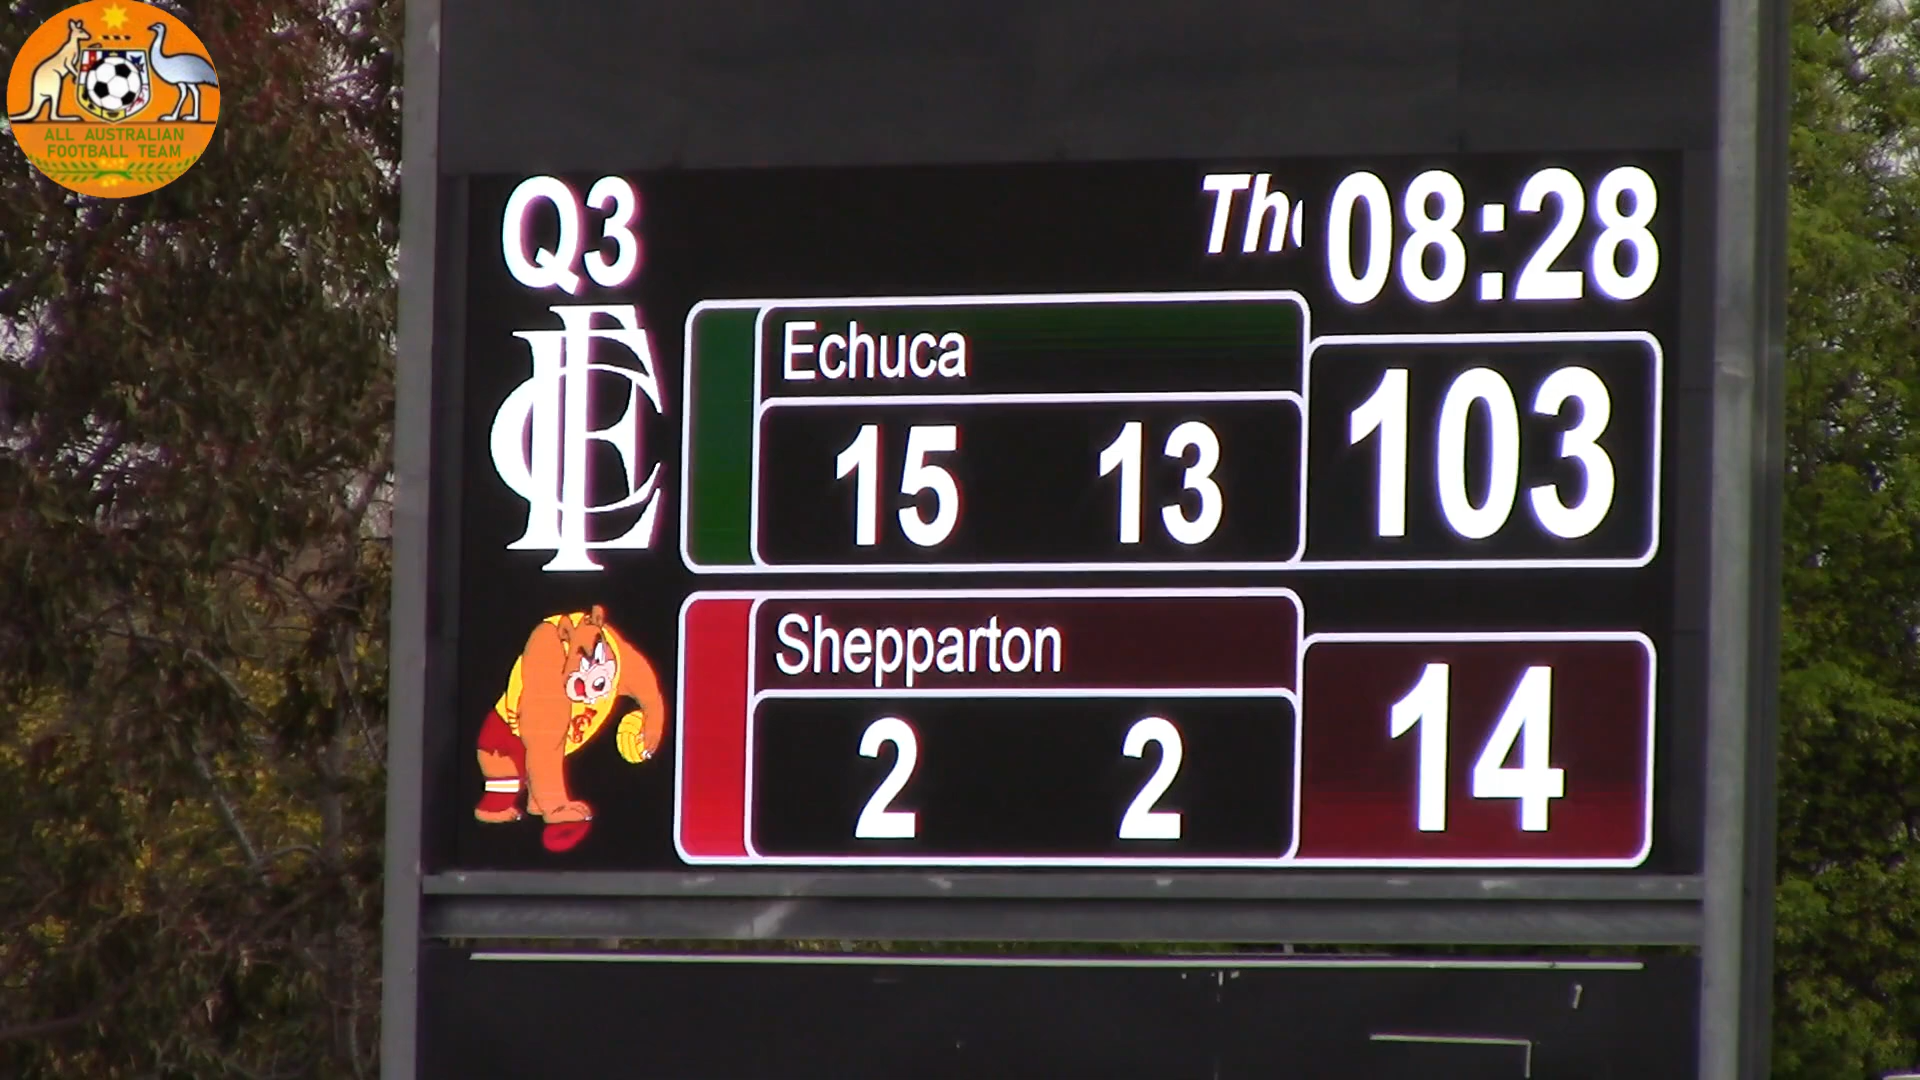 ALL AUSTRALIAN
FOOTBALL TEAM
Q3
08:28
Echuca
15 13 103
Shepparton
2 2 14